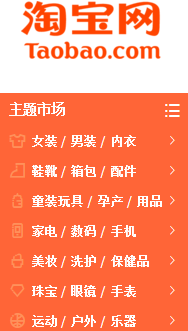 淘宝网
Taobao.com
主题市场
女装 / 男装 / 内衣
鞋靴 / 箱包 / 配件
童装玩具 / 孕产 / 用品
家电 / 数码 / 手机
美妆 / 洗护 / 保健品
珠宝 / 眼镜 / 手表
运动 / 户外 / 乐器